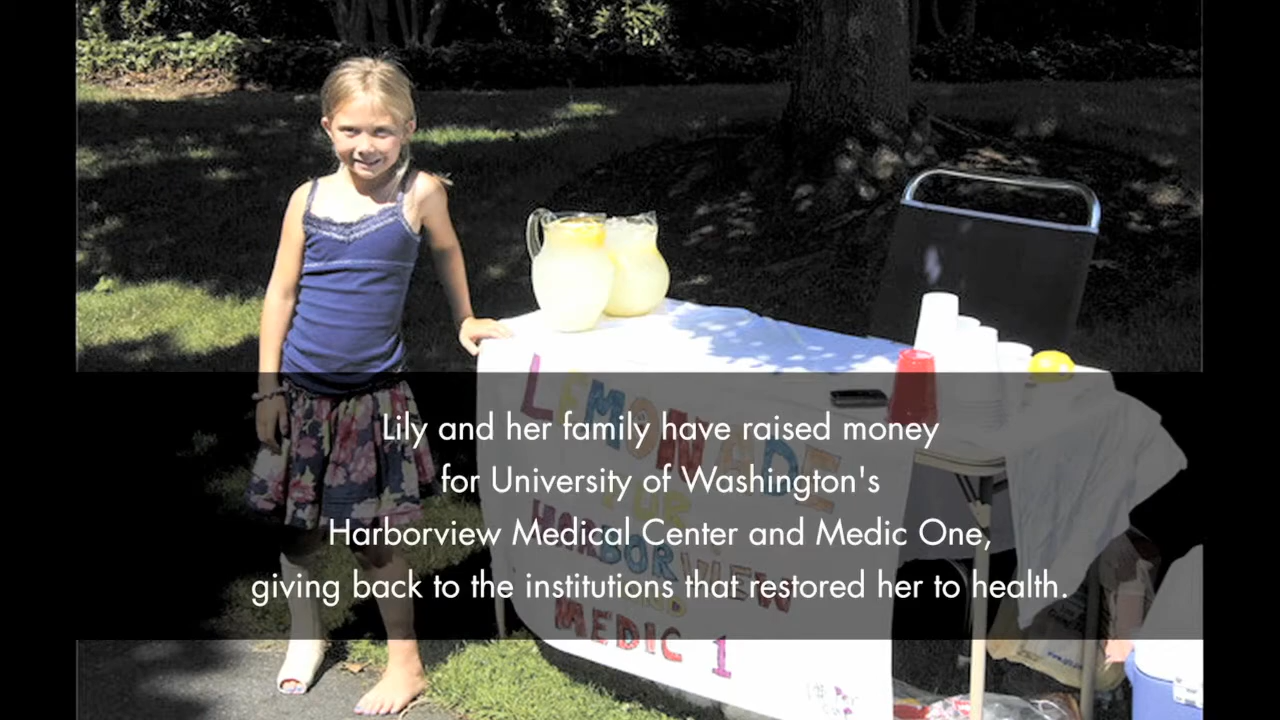 Lily and her family have raised money
for University of Washington's
Harborview Medical Center and Medic One,
giving back to the institutions that restored her to health.
LEMONADE
FOR
HARBORVIEW
AND
MEDIC 1